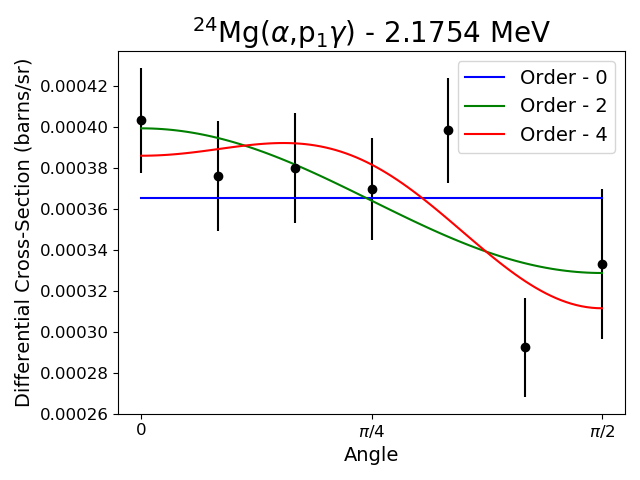 ²⁴Mg(α,p₁γ) - 2.1754 MeV
Differential Cross-Section (barns/sr)
0.00042
0.00040
0.00038
0.00036
0.00034
0.00032
0.00030
0.00028
0.00026
Order - 0
Order - 2
Order - 4
0
π/4
π/2
Angle